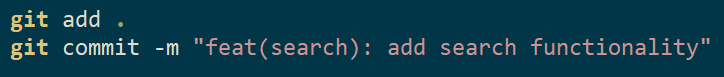 git add .
git commit -m "feat(search): add search functionality"